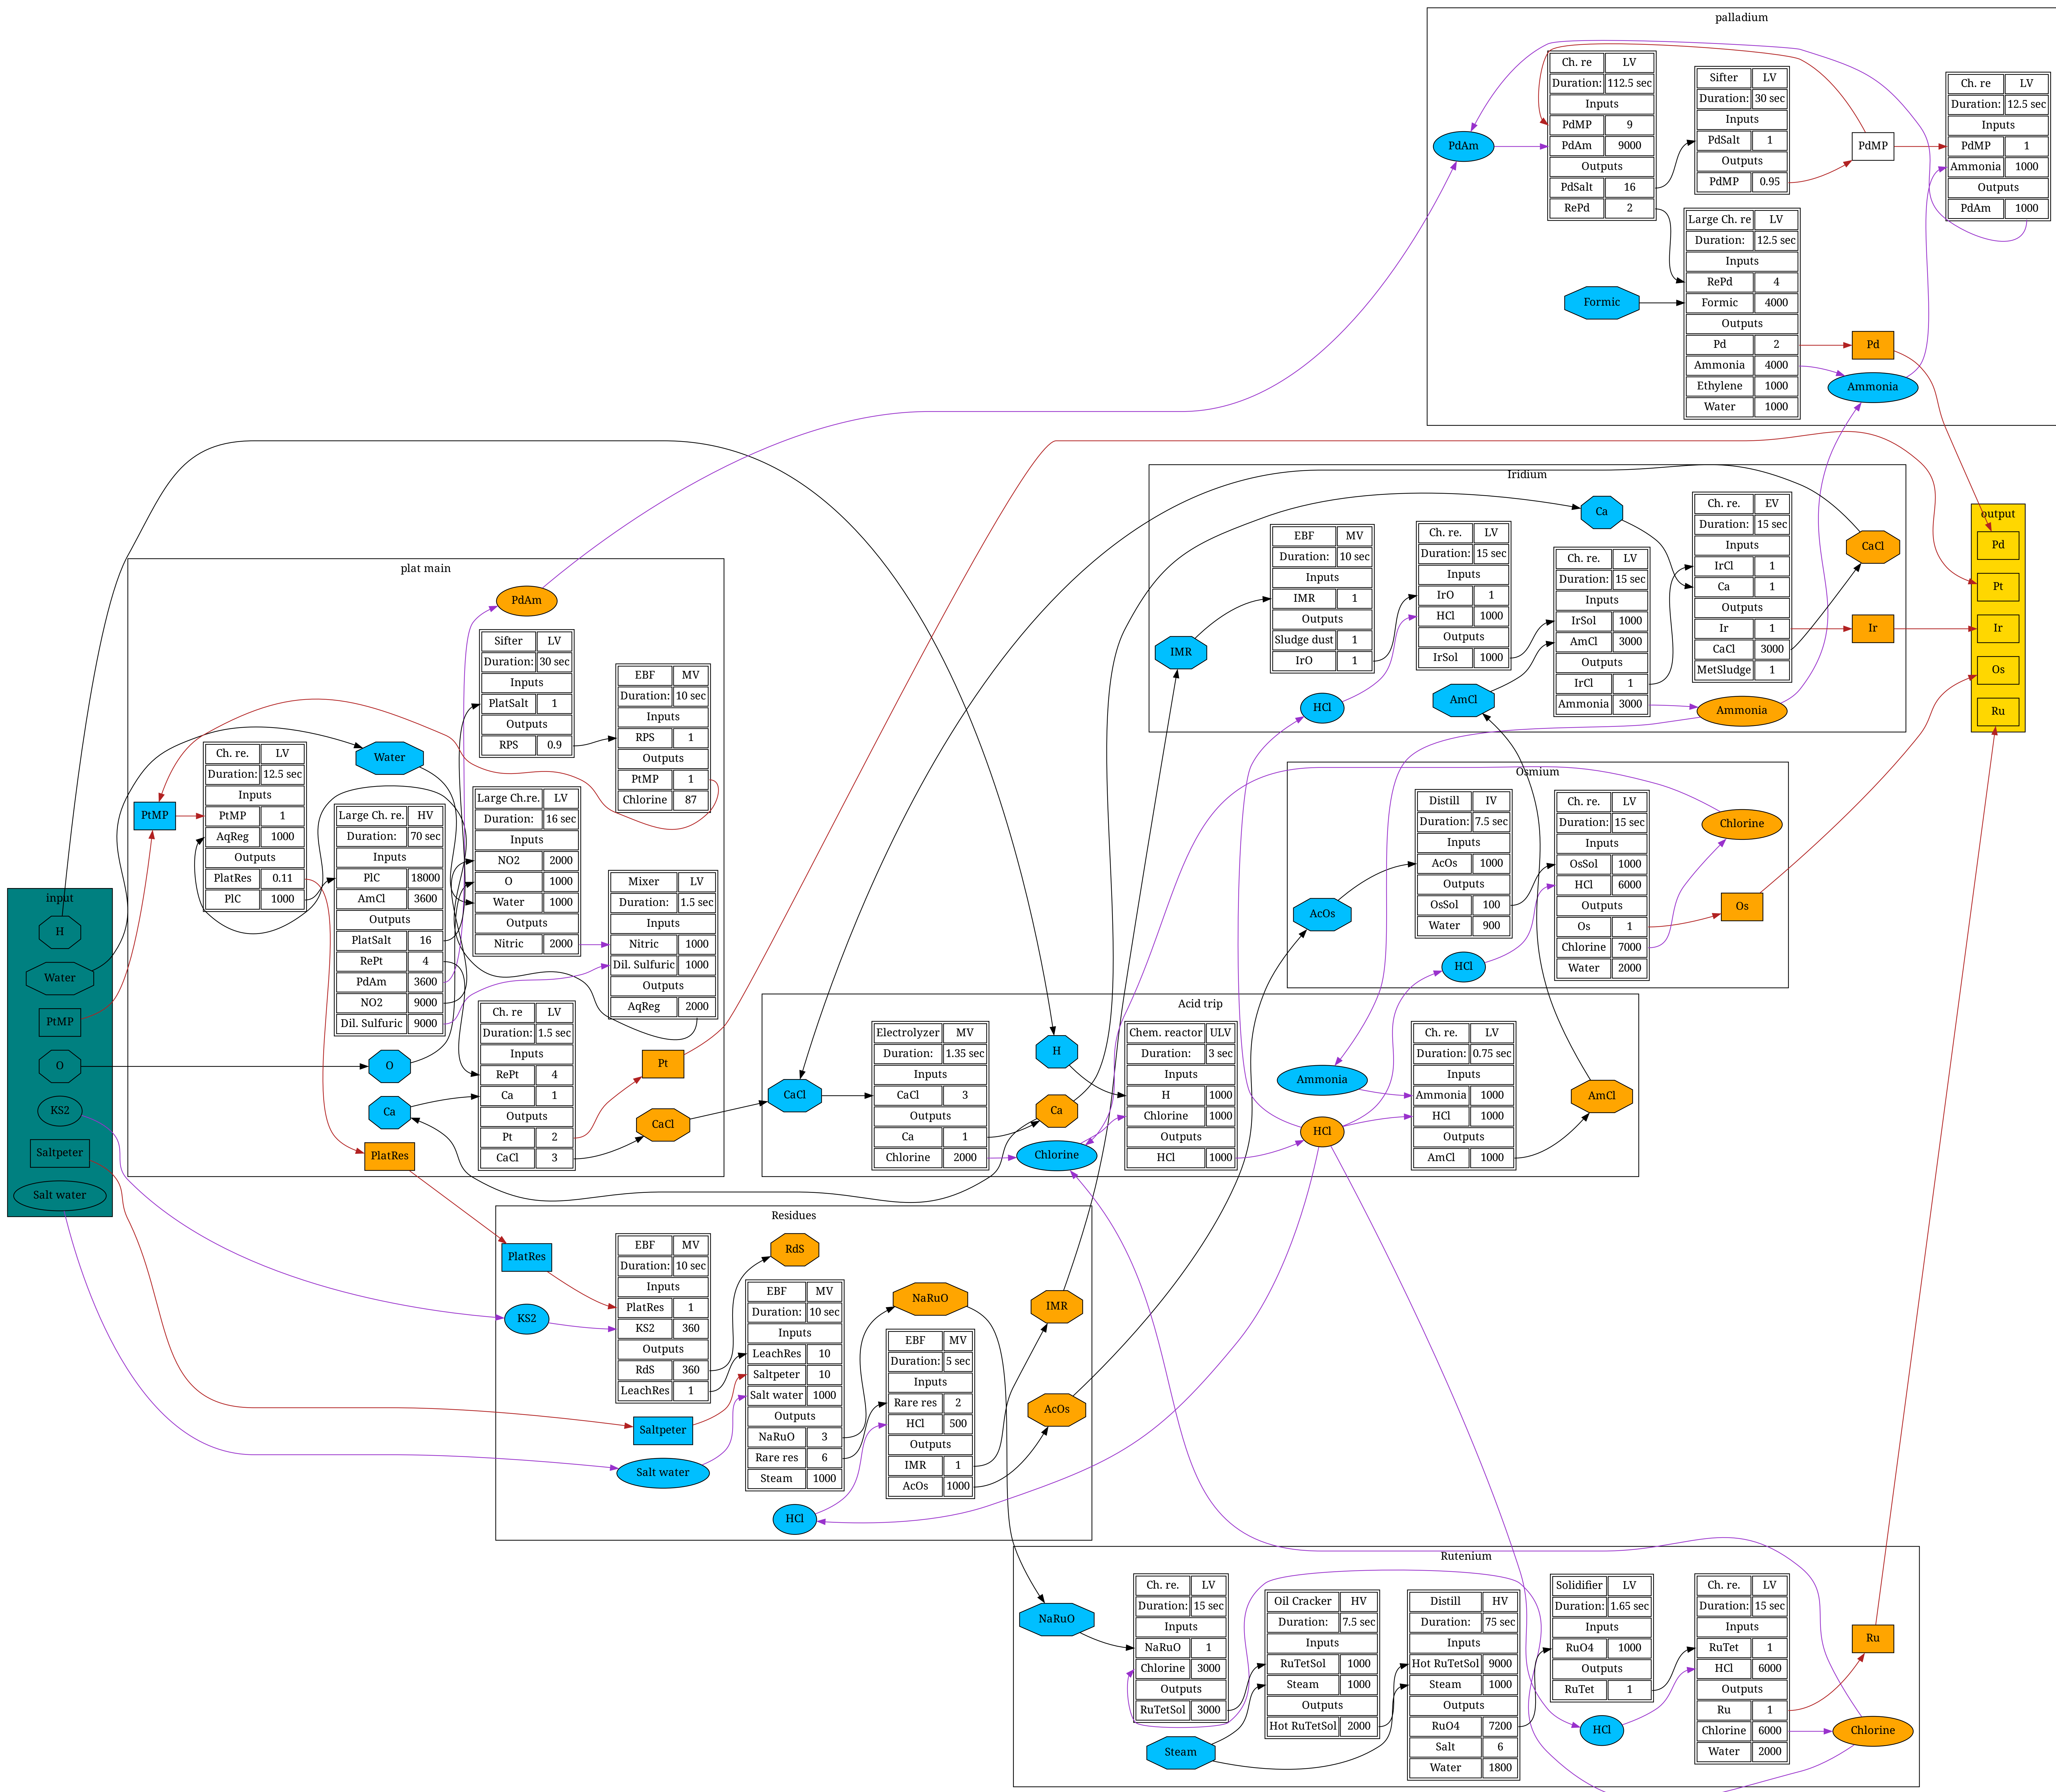 palladium
PdAm
Ch. re LV
Duration: 112.5 sec
Inputs
PdMP 9
PdAm 9000
Outputs
PdSalt 16
RePd 2
Sifter LV
Duration: 30 sec
Inputs
PdSalt 1
Outputs
PdMP 0.95
PdMP
Ch. re LV
Duration: 12.5 sec
Inputs
PdMP 1
Ammonia 1000
Outputs
PdAm 1000
Formic
Large Ch. re LV
Duration: 12.5 sec
Inputs
RePd 4
Formic 4000
Outputs
Pd 2
Ammonia 4000
Ethylene 1000
Water 1000
Pd
Ammonia
output
Pd
Pt
Ir
Os
Ru
Iridium
IMR
EBF MV
Duration: 10 sec
Inputs
IMR 1
Outputs
Sludge dust 1
IrO 1
HCl
Ch. re. LV
Duration: 15 sec
Inputs
IrO 1
HCl 1000
Outputs
IrSol 1000
AmCl
Ca
Ch. re. LV
Duration: 15 sec
Inputs
IrSol 1000
AmCl 3000
Outputs
IrCl 1
Ammonia 3000
Ch. re. EV
Duration: 15 sec
Inputs
IrCl 1
Ca 1
Outputs
Ir 1
CaCl 3000
MetSludge 1
Ammonia
CaCl
Ir
plat main
PdAm
PtMP
Ch. re. LV
Duration: 12.5 sec
Inputs
PtMP 1
AqReg 1000
Outputs
PlatRes 0.11
PlC 1000
Water
Large Ch. re. HV
Duration: 70 sec
Inputs
PlC 18000
AmCl 3600
Outputs
PlatSalt 16
RePt 4
PdAm 3600
NO2 9000
Dil. Sulfuric 9000
O
Ca
PlatRes
Sifter LV
Duration: 30 sec
Inputs
PlatSalt 1
Outputs
RPS 0.9
Large Ch.re. LV
Duration: 16 sec
Inputs
NO2 2000
O 1000
Water 1000
Outputs
Nitric 2000
Ch. re LV
Duration: 1.5 sec
Inputs
RePt 4
Ca 1
Outputs
Pt 2
CaCl 3
EBF MV
Duration: 10 sec
Inputs
RPS 1
Outputs
PtMP 1
Chlorine 87
Mixer LV
Duration: 1.5 sec
Inputs
Nitric 1000
Dil. Sulfuric 1000
Outputs
AqReg 2000
Pt
CaCl
input
H
Water
PtMP
O
KS2
Saltpeter
Salt water
Osmium
AcOs
Distill IV
Duration: 7.5 sec
Inputs
AcOs 1000
Outputs
OsSol 100
Water 900
HCl
Ch. re. LV
Duration: 15 sec
Inputs
OsSol 1000
HCl 6000
Outputs
Os 1
Chlorine 7000
Water 2000
Chlorine
Os
Acid trip
CaCl
Electrolyzer MV
Duration: 1.35 sec
Inputs
CaCl 3
Outputs
Ca 1
Chlorine 2000
H
Ca
Chlorine
Chem. reactor ULV
Duration: 3 sec
Inputs
H 1000
Chlorine 1000
Outputs
HCl 1000
Ammonia
HCl
Ch. re. LV
Duration: 0.75 sec
Inputs
Ammonia 1000
HCl 1000
Outputs
AmCl 1000
AmCl
Residues
PlatRes
KS2
EBF MV
Duration: 10 sec
Inputs
PlatRes 1
KS2 360
Outputs
RdS 360
LeachRes 1
Saltpeter
Salt water
RdS
EBF MV
Duration: 10 sec
Inputs
LeachRes 10
Saltpeter 10
Salt water 1000
Outputs
NaRuO 3
Rare res 6
Steam 1000
HCl
NaRuO
EBF MV
Duration: 5 sec
Inputs
Rare res 2
HCl 500
Outputs
IMR 1
AcOs 1000
IMR
AcOs
Rutenium
NaRuO
Ch. re. LV
Duration: 15 sec
Inputs
NaRuO 1
Chlorine 3000
Outputs
RuTetSol 3000
Steam
Oil Cracker HV
Duration: 7.5 sec
Inputs
RuTetSol 1000
Steam 1000
Outputs
Hot RuTetSol 2000
Distill HV
Duration: 75 sec
Inputs
Hot RuTetSol 9000
Steam 1000
Outputs
RuO4 7200
Salt 6
Water 1800
Solidifier LV
Duration: 1.65 sec
Inputs
RuO4 1000
Outputs
RuTet 1
HCl
Ch. re. LV
Duration: 15 sec
Inputs
RuTet 1
HCl 6000
Outputs
Ru 1
Chlorine 6000
Water 2000
Ru
Chlorine